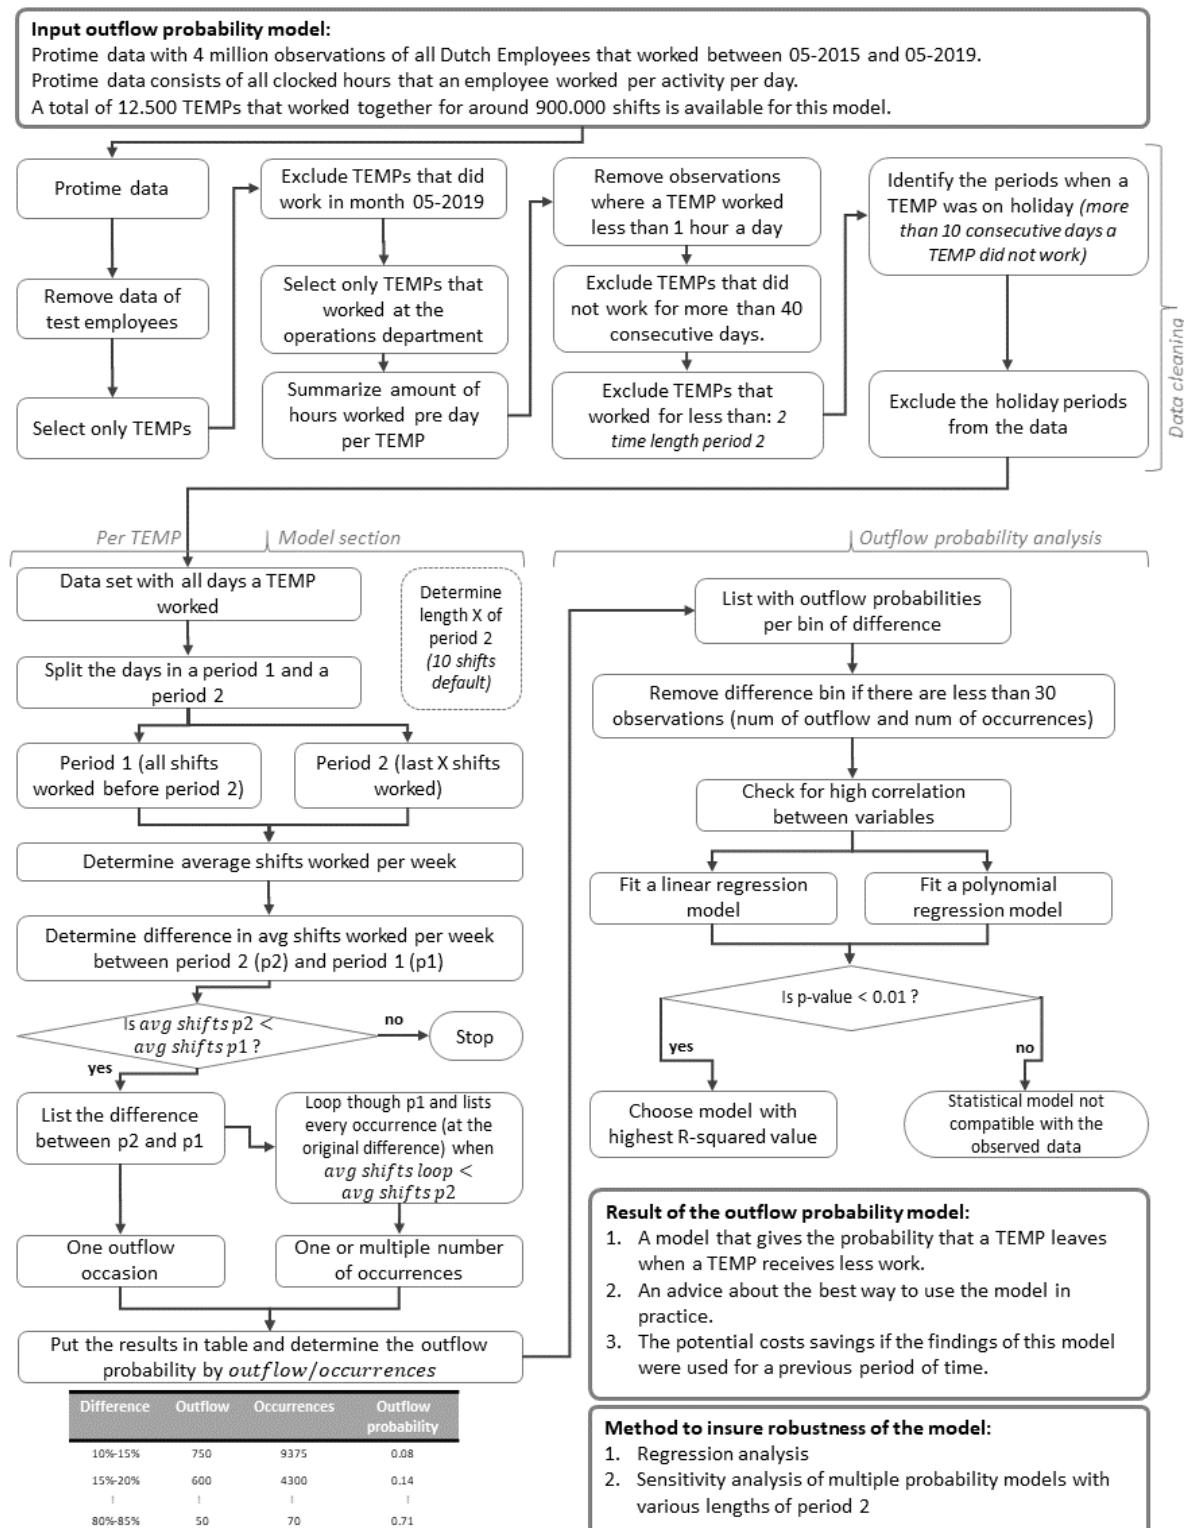 Input outflow probability model:
Protime data with 4 million observations of all Dutch Employees that worked between 05-2015 and 05-2019.
Protime data consists of all clocked hours that an employee worked per activity per day.
A total of 12.500 TEMPs that worked together for around 900.000 shifts is available for this model.
Protime data
Remove data of
test employees
Select only TEMPs
Exclude TEMPs that did
work in month 05-2019
Select only TEMPs that
worked at the
operations department
Summarize amount of
hours worked pre day
per TEMP
Remove observations
where a TEMP worked
less than 1 hour a day
Exclude TEMPs that did
not work for more than 40
consecutive days.
Exclude TEMPs that
worked for less than: 2
time length period 2
Identify the periods when a
TEMP was on holiday (more
than 10 consecutive days a
TEMP did not work)
Exclude the holiday periods
from the data
Data cleaning
Per TEMP
Model section
Data set with all days a TEMP
worked
Determine
length X of
period 2
(10 shifts
default)
Split the days in a period 1 and a
period 2
Period 1 (all shifts
worked before period 2)
Period 2 (last X shifts
worked)
Determine average shifts worked per week
Determine difference in avg shifts worked per week
between period 2 (p2) and period 1 (p1)
Is avg shifts p2 <
avg shifts p1 ?
no
Stop
yes
List the difference
between p2 and p1
Loop though p1 and lists
every occurrence (at the
original difference) when
avg shifts loop <
avg shifts p2
One outflow
occasion
One or multiple number
of occurrences
Put the results in table and determine the outflow
probability by outflow/occurrences
Difference Outflow Occurrences Outflow
probability
10%-15% 750 9375 0.08
15%-20% 600 4300 0.14
80%-85% 50 70 0.71
Outflow probability analysis
List with outflow probabilities
per bin of difference
Remove difference bin if there are less than 30
observations (num of outflow and num of occurrences)
Check for high correlation
between variables
Fit a linear regression
model
Fit a polynomial
regression model
Is p-value < 0.01 ?
yes
no
Choose model with
highest R-squared value
Statistical model not
compatible with the
observed data
Result of the outflow probability model:
1. A model that gives the probability that a TEMP leaves
when a TEMP receives less work.
2. An advice about the best way to use the model in
practice.
3. The potential costs savings if the findings of this model
were used for a previous period of time.
Method to insure robustness of the model:
1. Regression analysis
2. Sensitivity analysis of multiple probability models with
various lengths of period 2